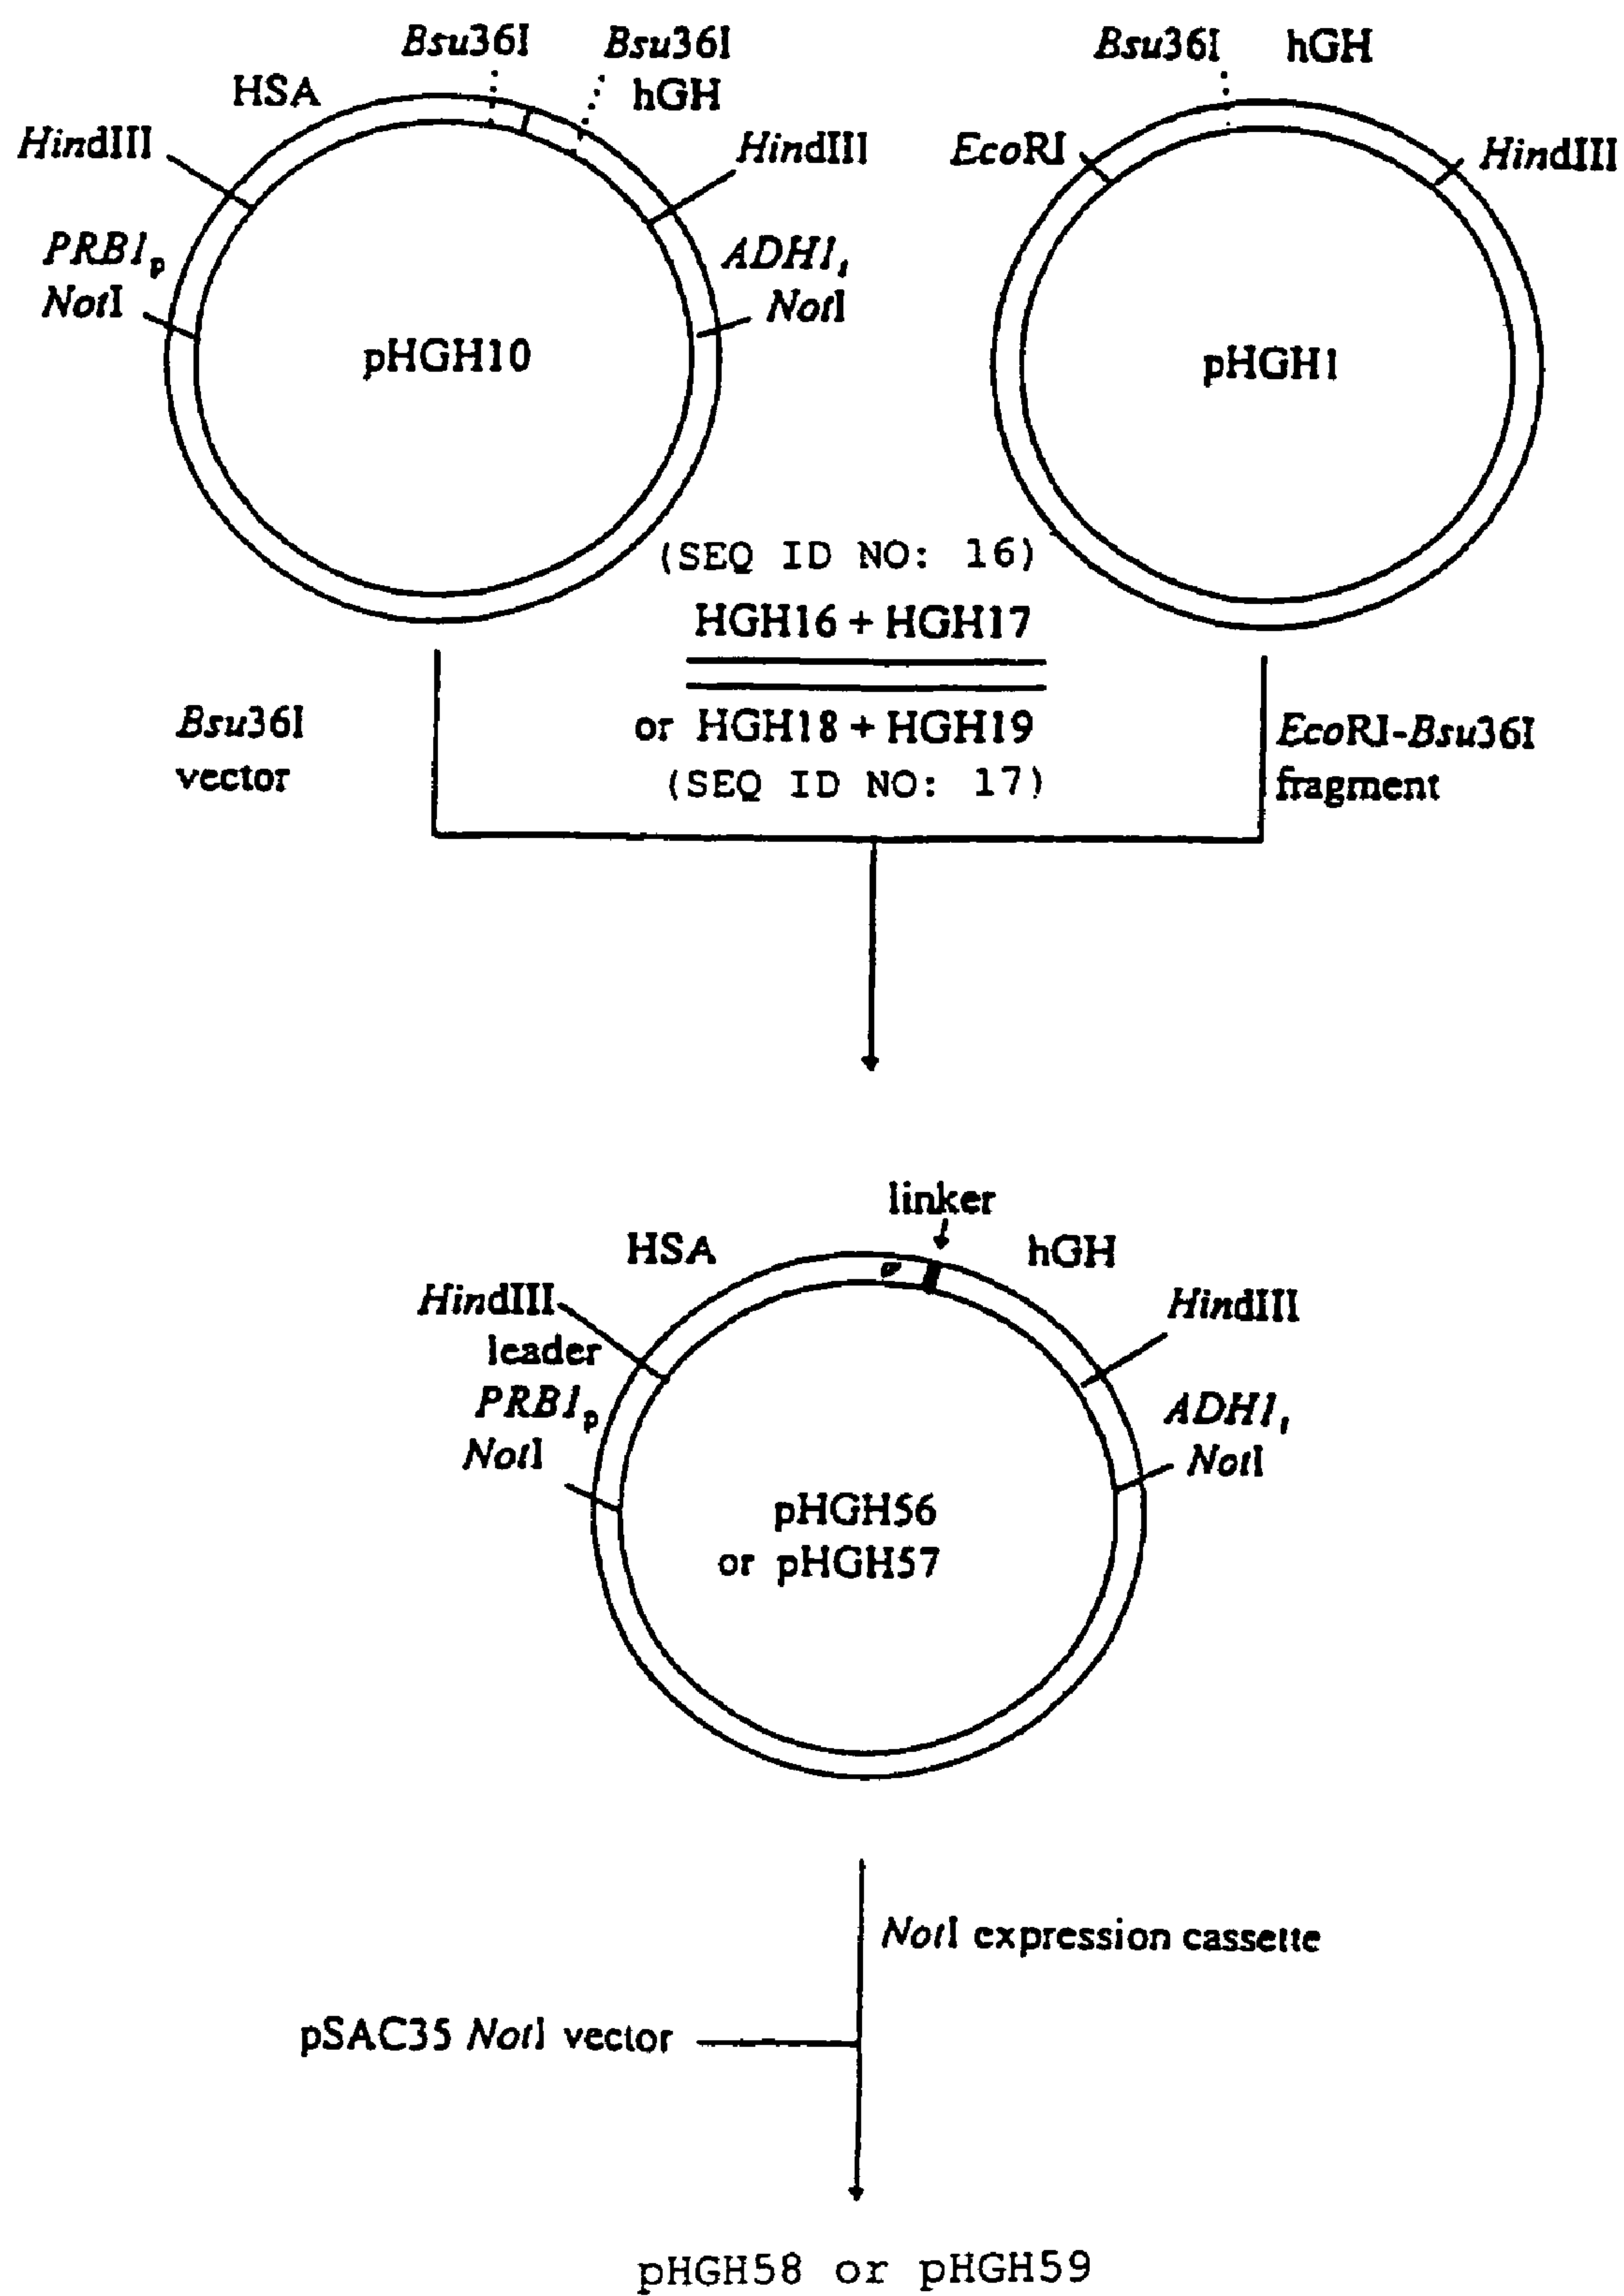 Bsu36I
Bsu36I
HSA
hGH
HindIII
HindIII
PRB1p
NotI
ADH1t
NotI
pHGH10
Bsu36I
hGH
EcoRI
HindIII
pHGH1
(SEQ ID NO: 16)
HGH16 + HGH17
or HGH18 + HGH19
(SEQ ID NO: 17)
Bsu36I
vector
EcoRI-Bsu36I
fragment
linker
HSA
hGH
HindIII
leader
PRB1p
NotI
HindIII
ADH1t
NotI
pHGH56
or pHGH57
NotI expression cassette
pSAC35 NotI vector
pHGH58 or pHGH59